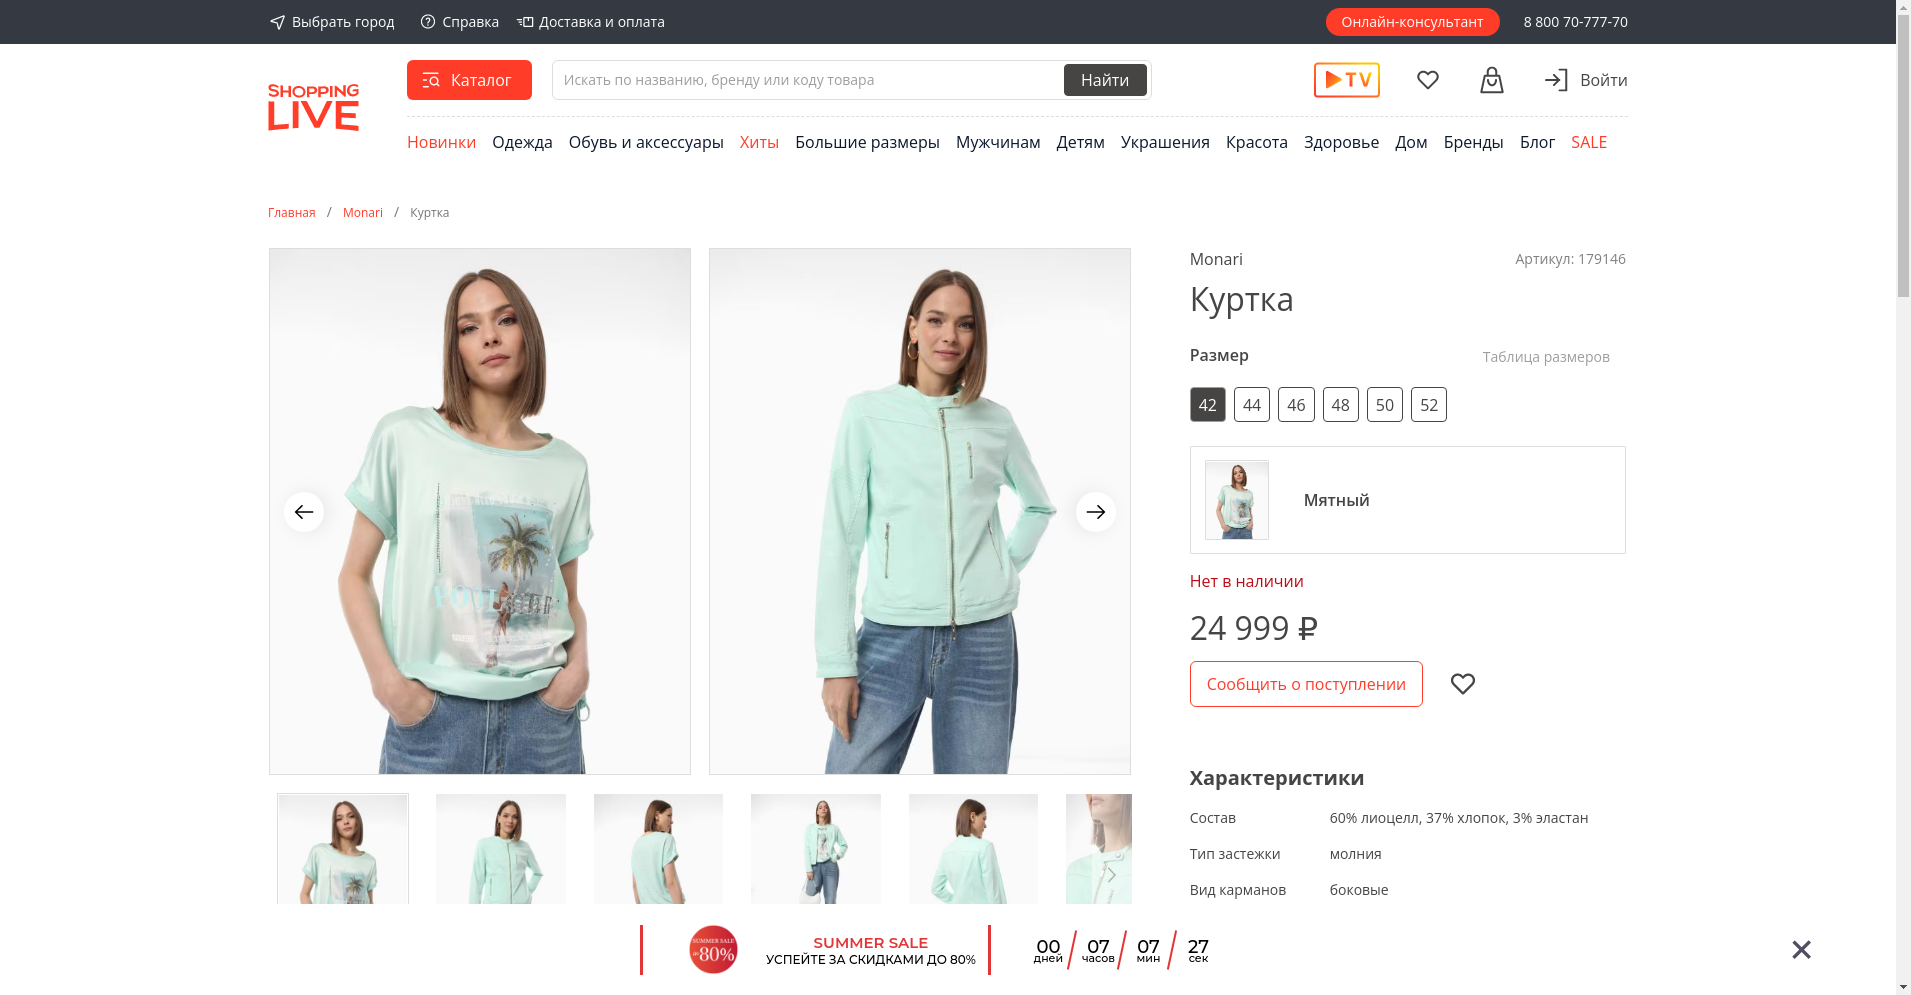 Выбрать город
Справка
Доставка и оплата
Онлайн-консультант
8 800 70-777-70
SHOPPING
LIVE
Каталог
Искать по названию, бренду или коду товара
Найти
TV
Войти
Новинки
Одежда
Обувь и аксессуары
Хиты
Большие размеры
Мужчинам
Детям
Украшения
Красота
Здоровье
Дом
Бренды
Блог
SALE
Главная / Monari / Куртка
Monari
Артикул: 179146
Куртка
Размер
Таблица размеров
42
44
46
48
50
52
Мятный
Нет в наличии
24 999 ₽
Сообщить о поступлении
Характеристики
Состав
60% лиоцелл, 37% хлопок, 3% эластан
Тип застежки
молния
Вид карманов
боковые
SUMMER SALE
до 80%
SUMMER SALE
УСПЕЙТЕ ЗА СКИДКАМИ ДО 80%
00 / 07 / 07 / 27
дней часов мин сек